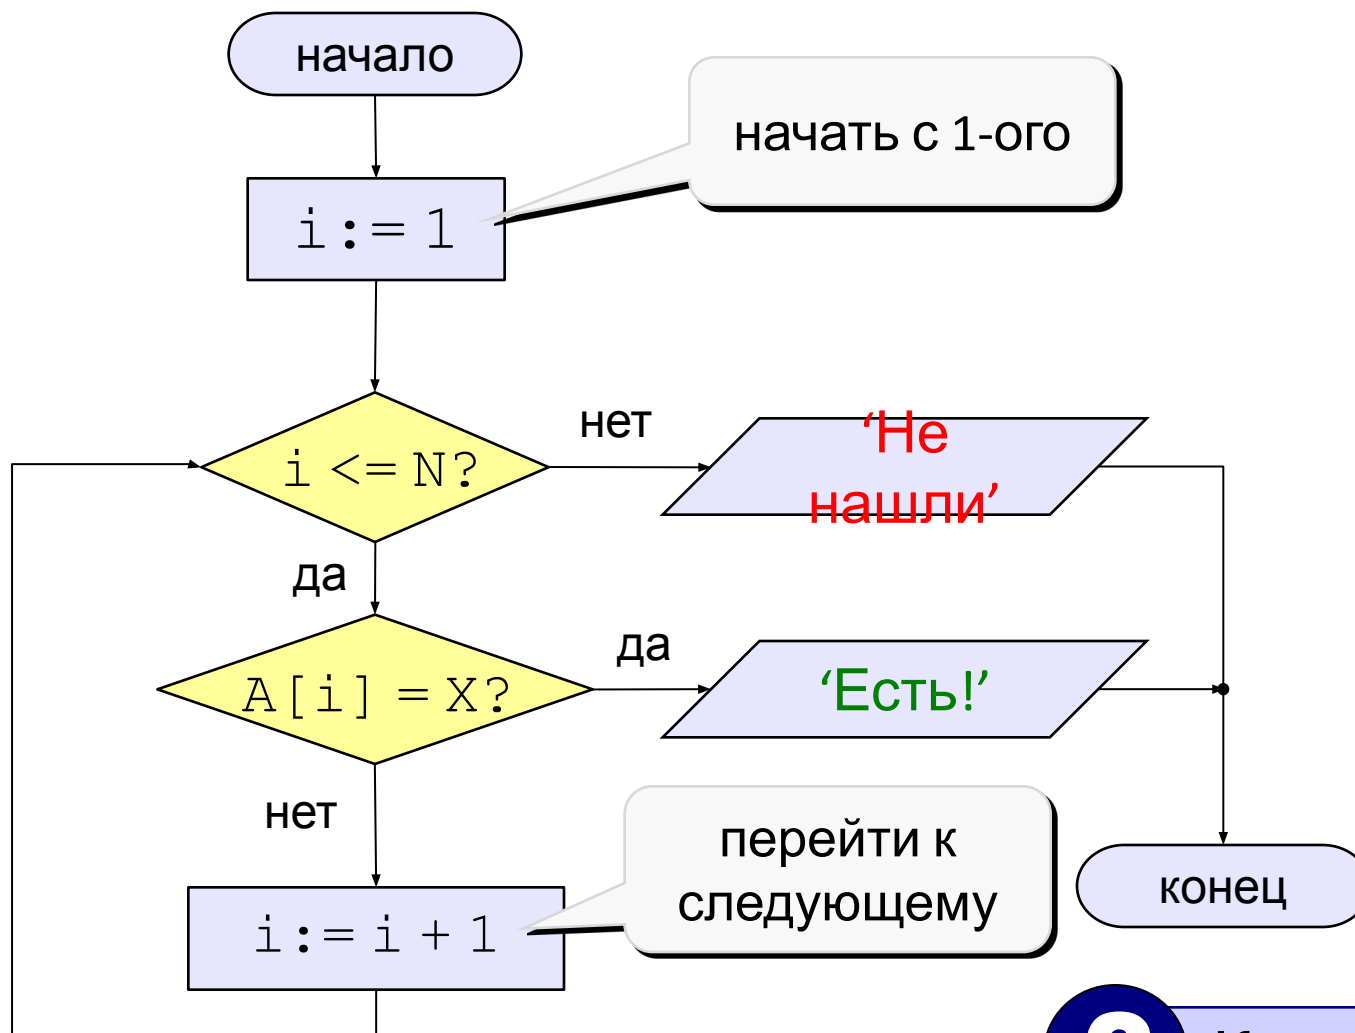 начало
начать с 1-ого
i := 1
нет
i <= N?
‘Не
нашли’
да
да
A[i] = X?
‘Есть!’
нет
перейти к
следующему
i := i + 1
конец